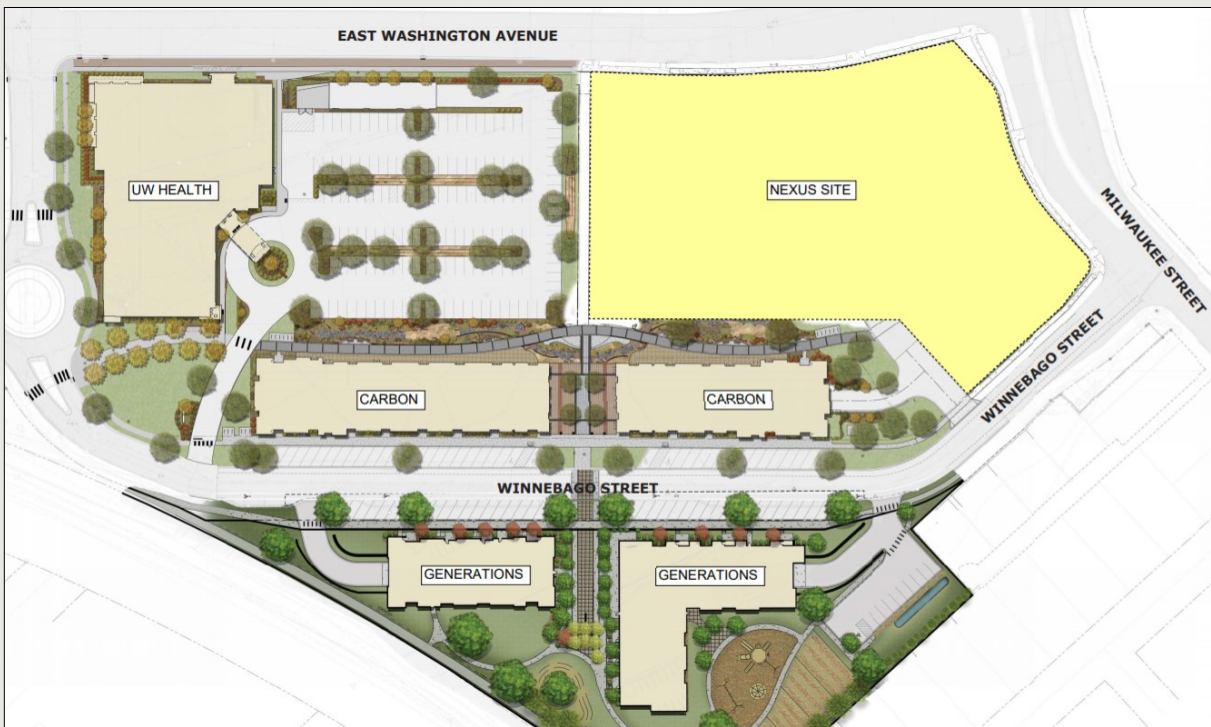 EAST WASHINGTON AVENUE
UW HEALTH
NEXUS SITE
MILWAUKEE STREET
WINNEBAGO STREET
CARBON
CARBON
WINNEBAGO STREET
GENERATIONS
GENERATIONS